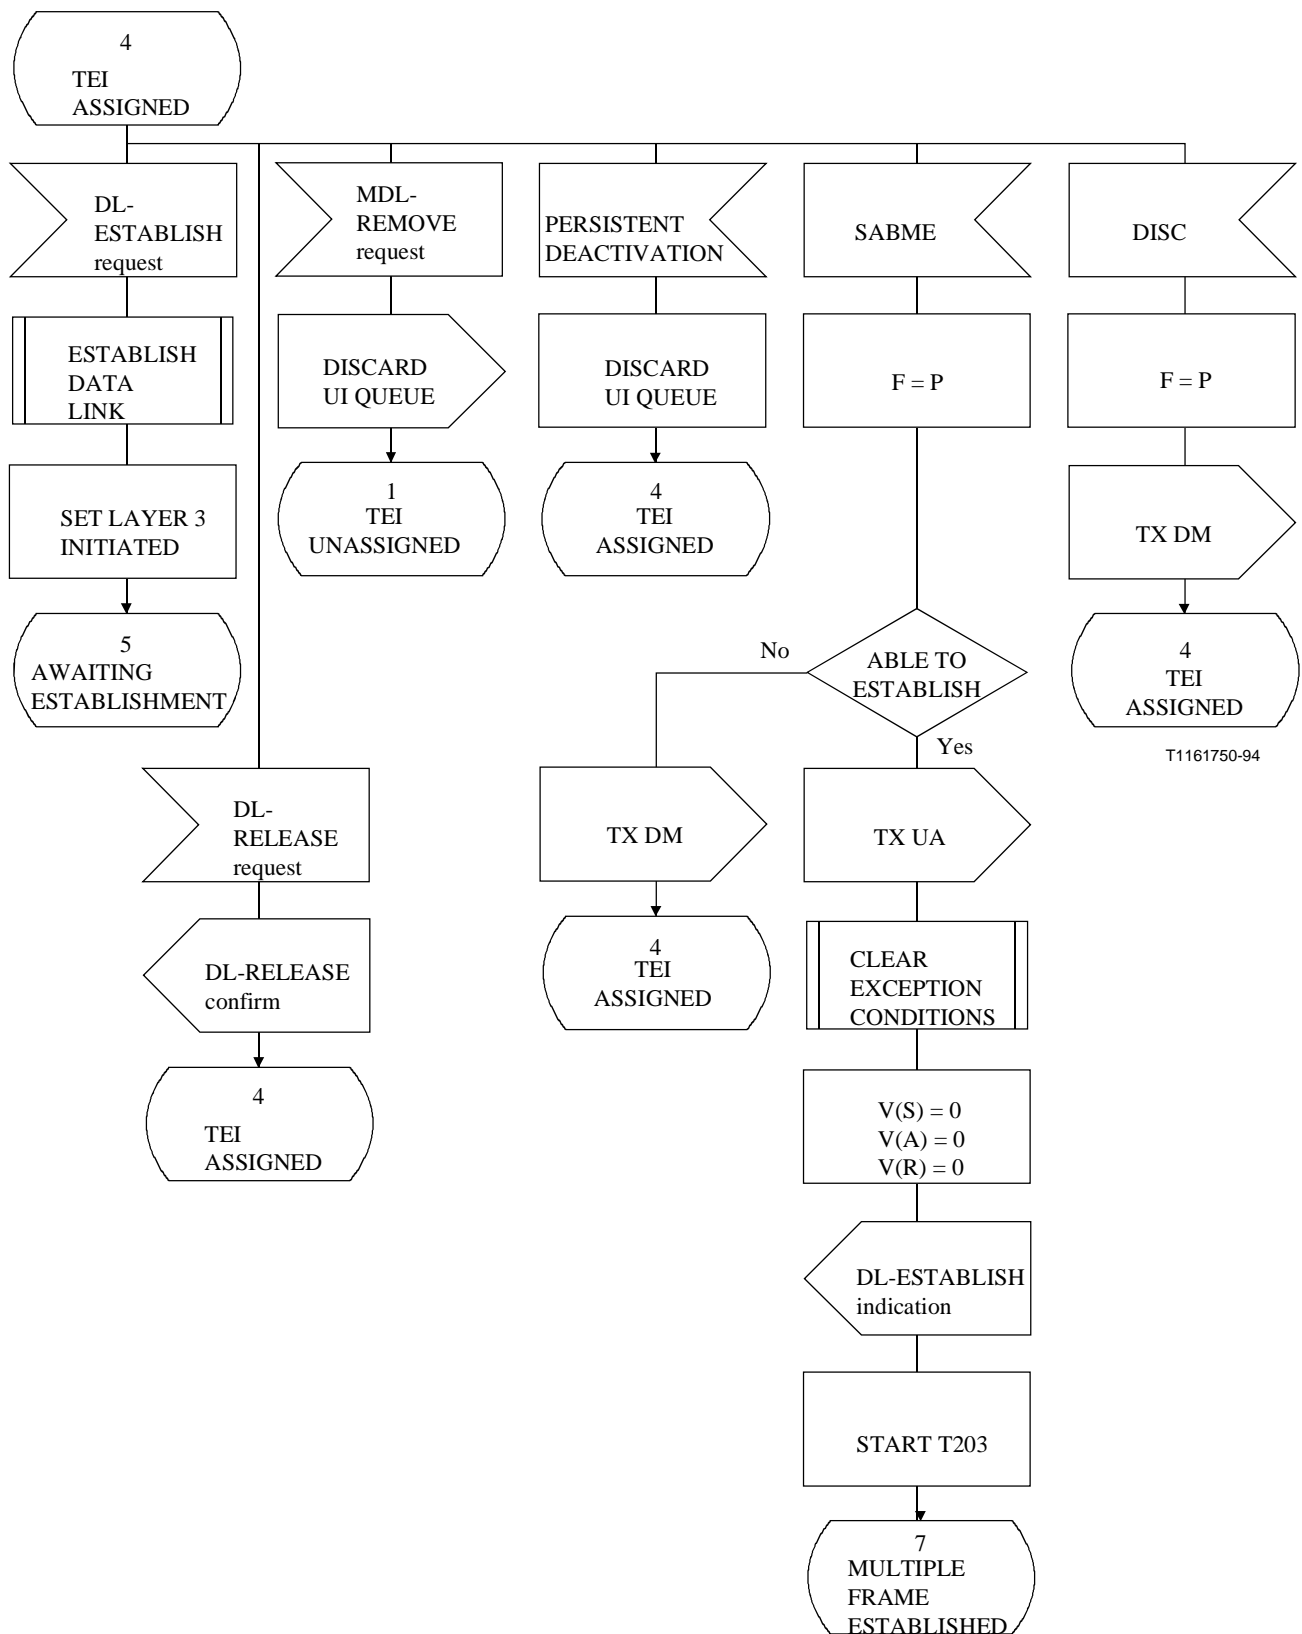 4
TEI
ASSIGNED
DL-
ESTABLISH
request
MDL-
REMOVE
request
PERSISTENT
DEACTIVATION
SABME
DISC
ESTABLISH
DATA
LINK
DISCARD
UI QUEUE
DISCARD
UI QUEUE
F = P
F = P
SET LAYER 3
INITIATED
1
TEI
UNASSIGNED
4
TEI
ASSIGNED
TX DM
5
AWAITING
ESTABLISHMENT
No
ABLE TO
ESTABLISH
Yes
4
TEI
ASSIGNED
T1161750-94
DL-
RELEASE
request
TX DM
TX UA
DL-RELEASE
confirm
4
TEI
ASSIGNED
CLEAR
EXCEPTION
CONDITIONS
4
TEI
ASSIGNED
V(S) = 0
V(A) = 0
V(R) = 0
DL-ESTABLISH
indication
START T203
7
MULTIPLE
FRAME
ESTABLISHED